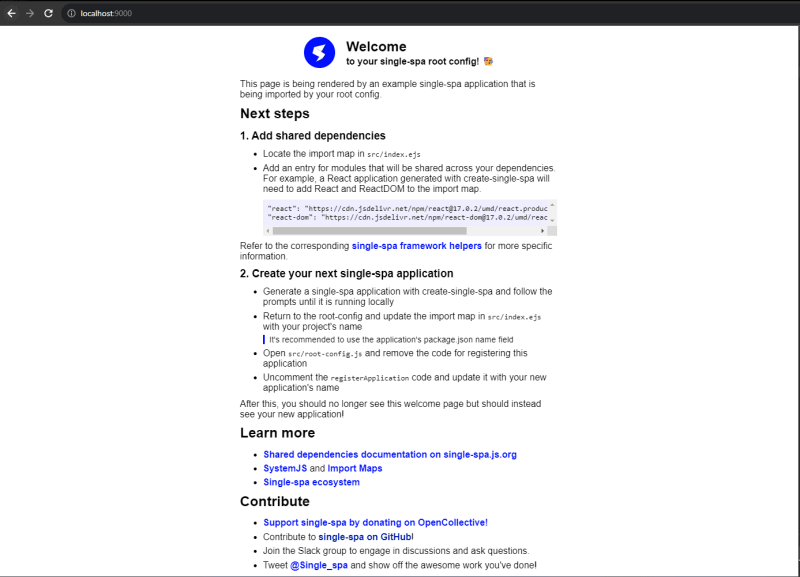 localhost:9000
Welcome
to your single-spa root config!
This page is being rendered by an example single-spa application that is
being imported by your root config.
Next steps
1. Add shared dependencies
Locate the import map in src/index.ejs
Add an entry for modules that will be shared across your dependencies.
For example, a React application generated with create-single-spa will
need to add React and ReactDOM to the import map.
"react": "https://cdn.jsdelivr.net/npm/react@17.0.2/umd/react.produc
"react-dom": "https://cdn.jsdelivr.net/npm/react-dom@17.0.2/umd/reac
Refer to the corresponding single-spa framework helpers for more specific
information.
2. Create your next single-spa application
Generate a single-spa application with create-single-spa and follow the
prompts until it is running locally
Return to the root-config and update the import map in src/index.ejs
with your project's name
It's recommended to use the application's package.json name field
Open src/root-config.js and remove the code for registering this
application
Uncomment the registerApplication code and update it with your new
application's name
After this, you should no longer see this welcome page but should instead
see your new application!
Learn more
Shared dependencies documentation on single-spa.js.org
SystemJS and Import Maps
Single-spa ecosystem
Contribute
Support single-spa by donating on OpenCollective!
Contribute to single-spa on GitHub!
Join the Slack group to engage in discussions and ask questions.
Tweet @Single_spa and show off the awesome work you've done!